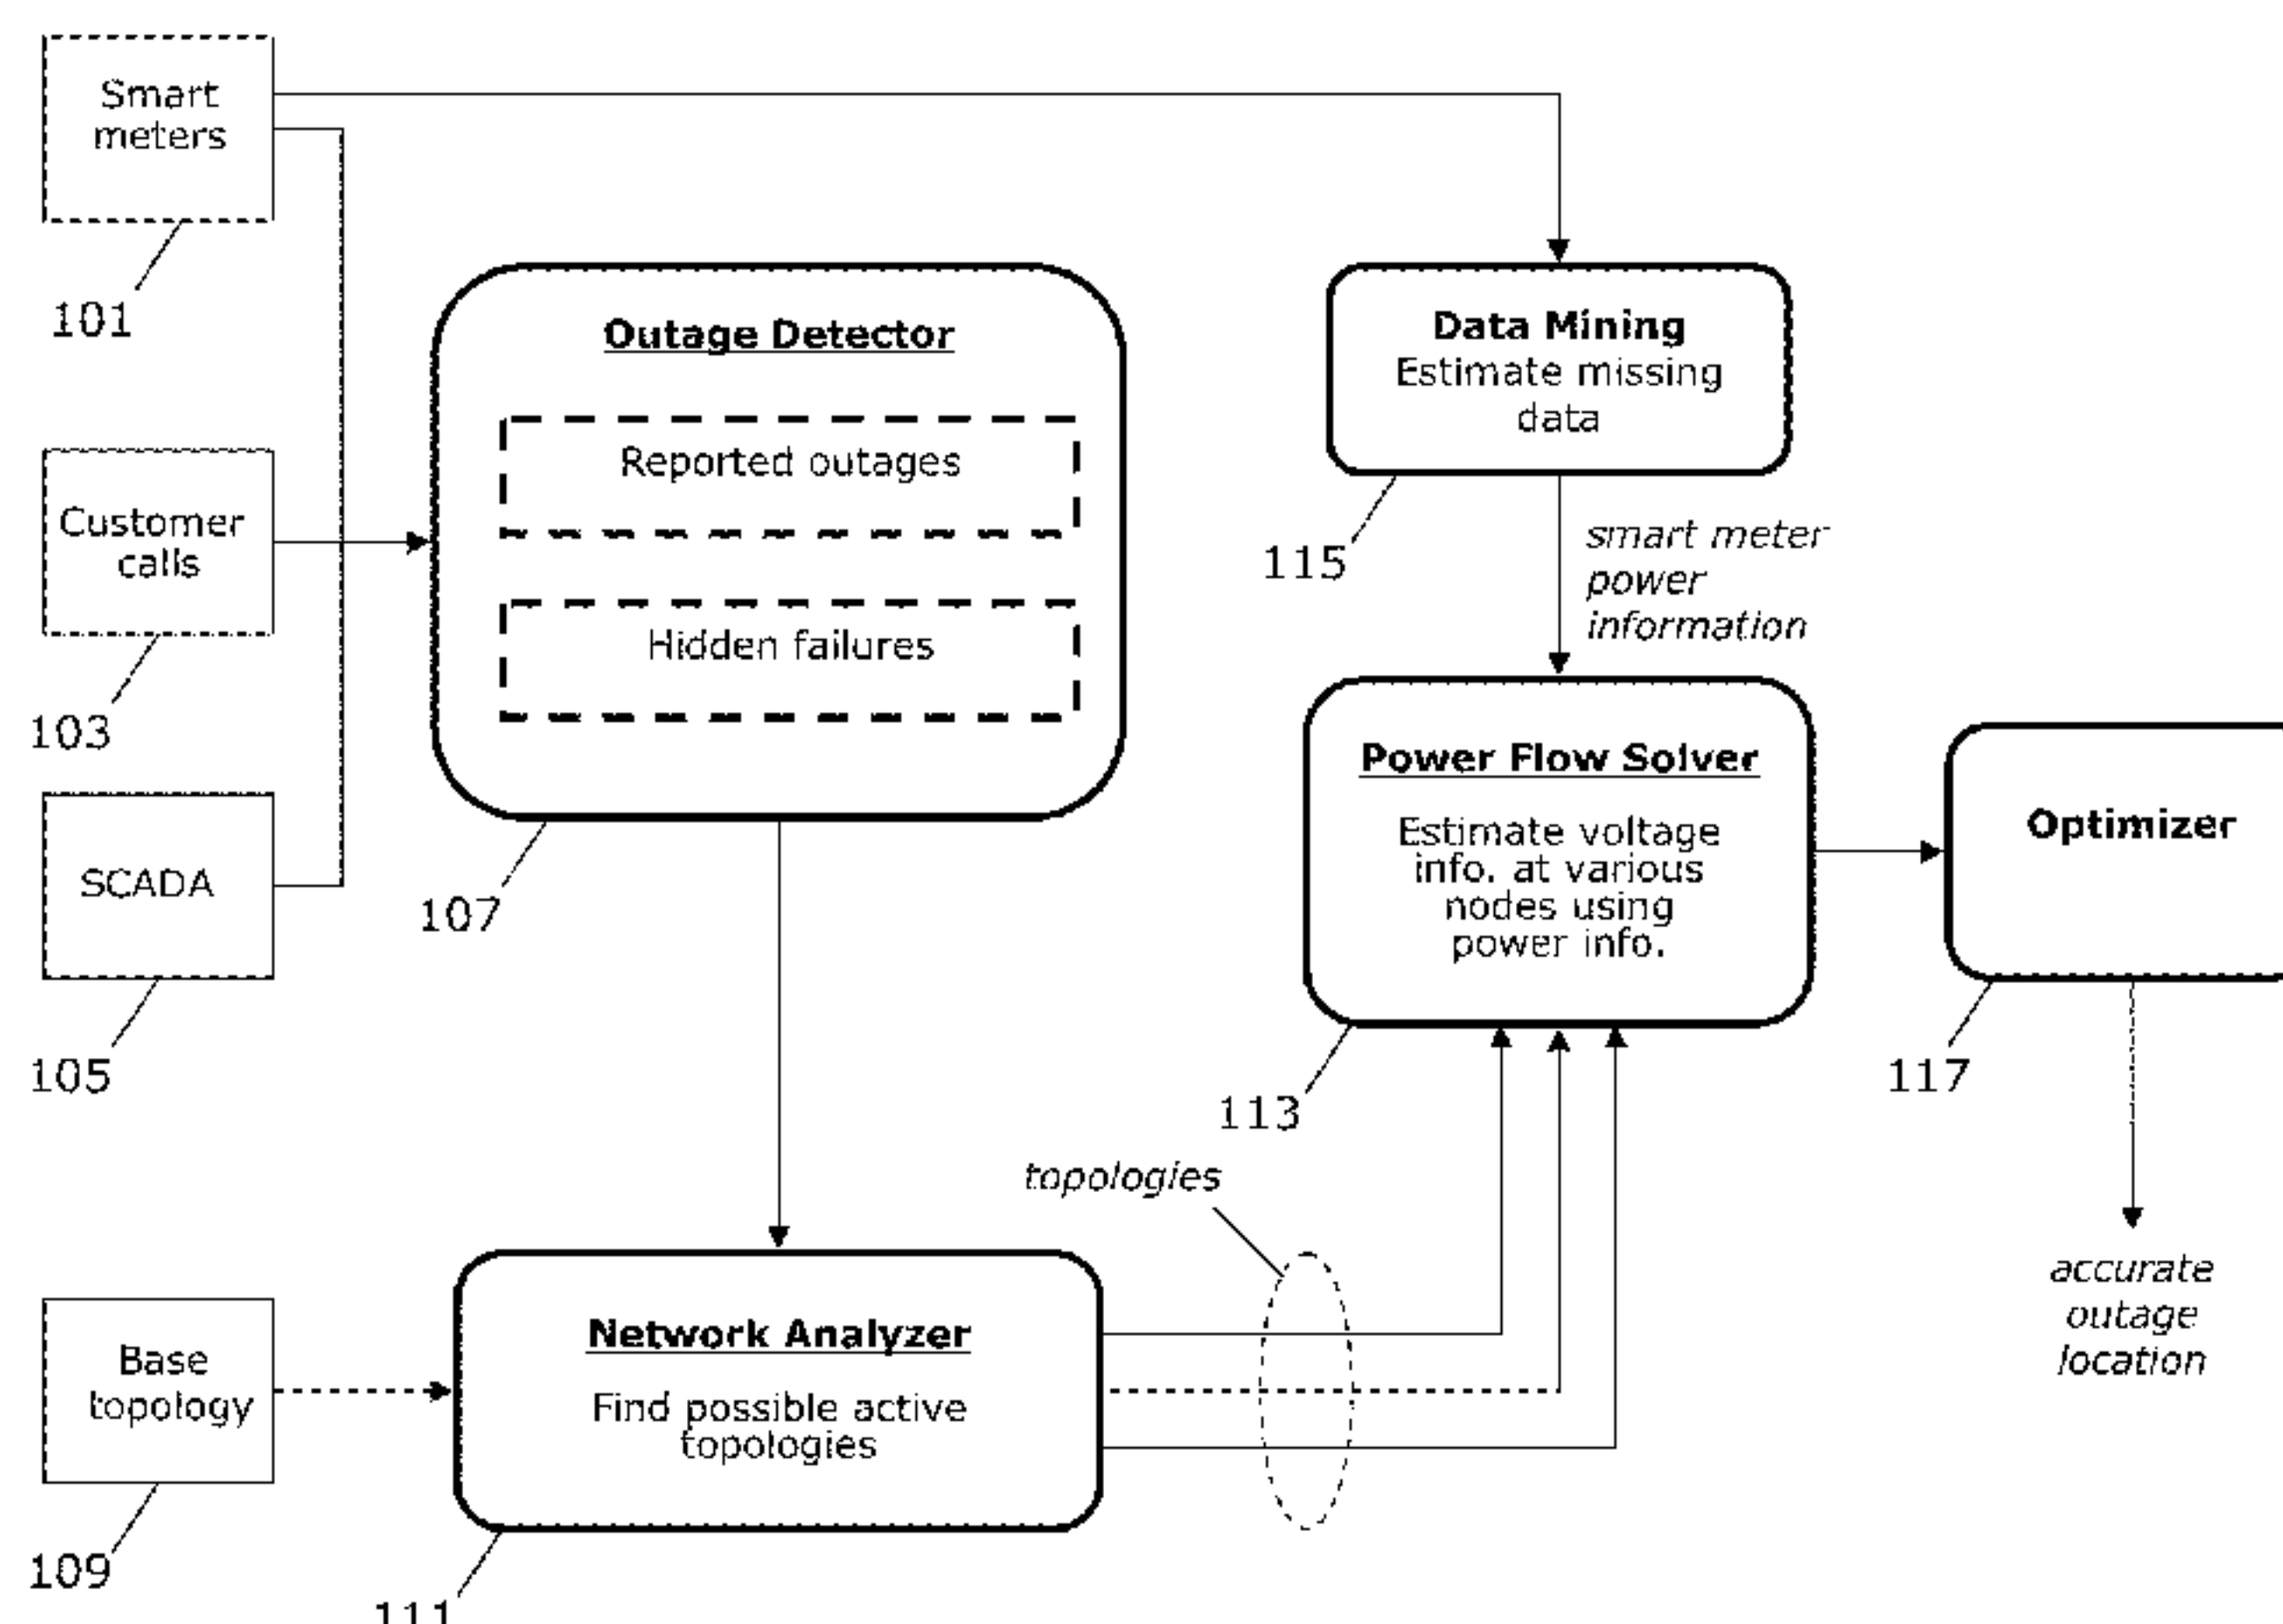 Smart
meters
101
Customer
calls
103
SCADA
105
Outage Detector
Reported outages
Hidden failures
107
Data Mining
Estimate missing
data
115
smart meter
power
information
Power Flow Solver
Estimate voltage
info. at various
nodes using
power info.
113
Optimizer
117
accurate
outage
location
topologies
Base
topology
109
Network Analyzer
Find possible active
topologies
111